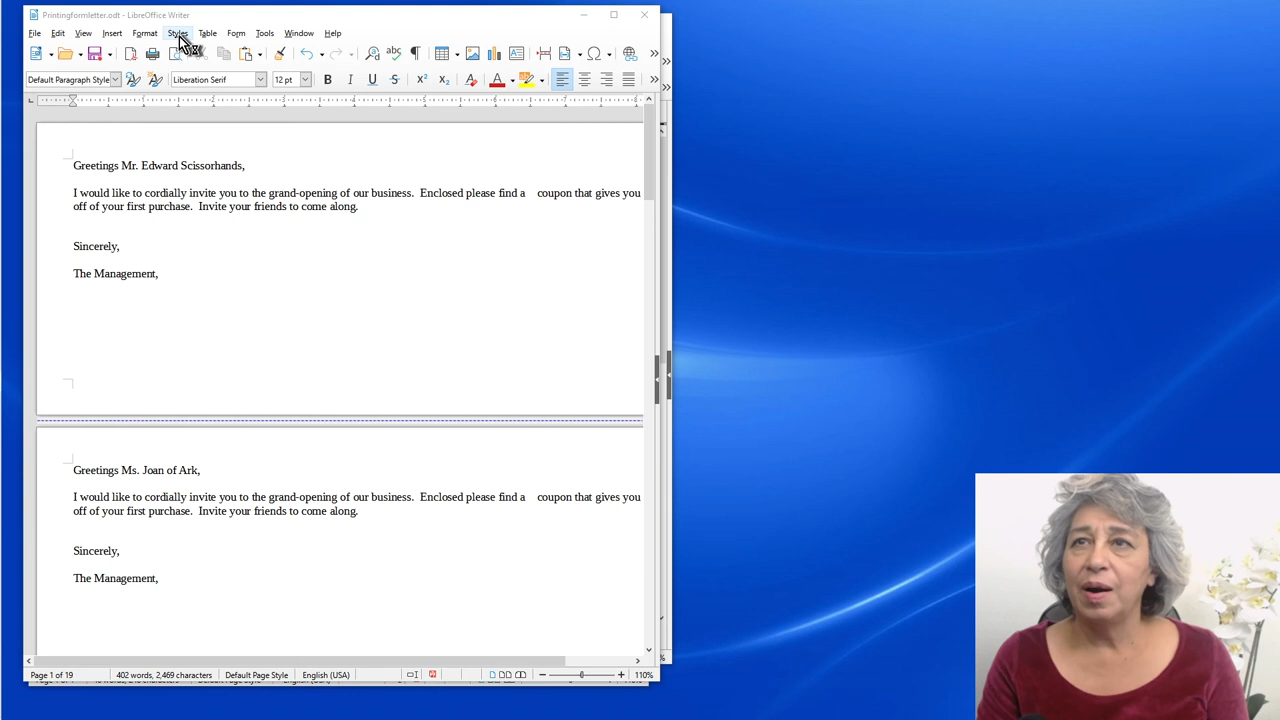 Printingformletter.odt - LibreOffice Writer
File Edit View Insert Format Styles Table Form Tools Window Help
Default Paragraph Style Liberation Serif 12 pt
Greetings Mr. Edward Scissorhands,
I would like to cordially invite you to the grand-opening of our business.  Enclosed please find a    coupon that gives you
off of your first purchase.  Invite your friends to come along.
Sincerely,
The Management,
Greetings Ms. Joan of Ark,
I would like to cordially invite you to the grand-opening of our business.  Enclosed please find a    coupon that gives you
off of your first purchase.  Invite your friends to come along.
Sincerely,
The Management,
Page 1 of 19 402 words, 2,469 characters Default Page Style English (USA) 110%